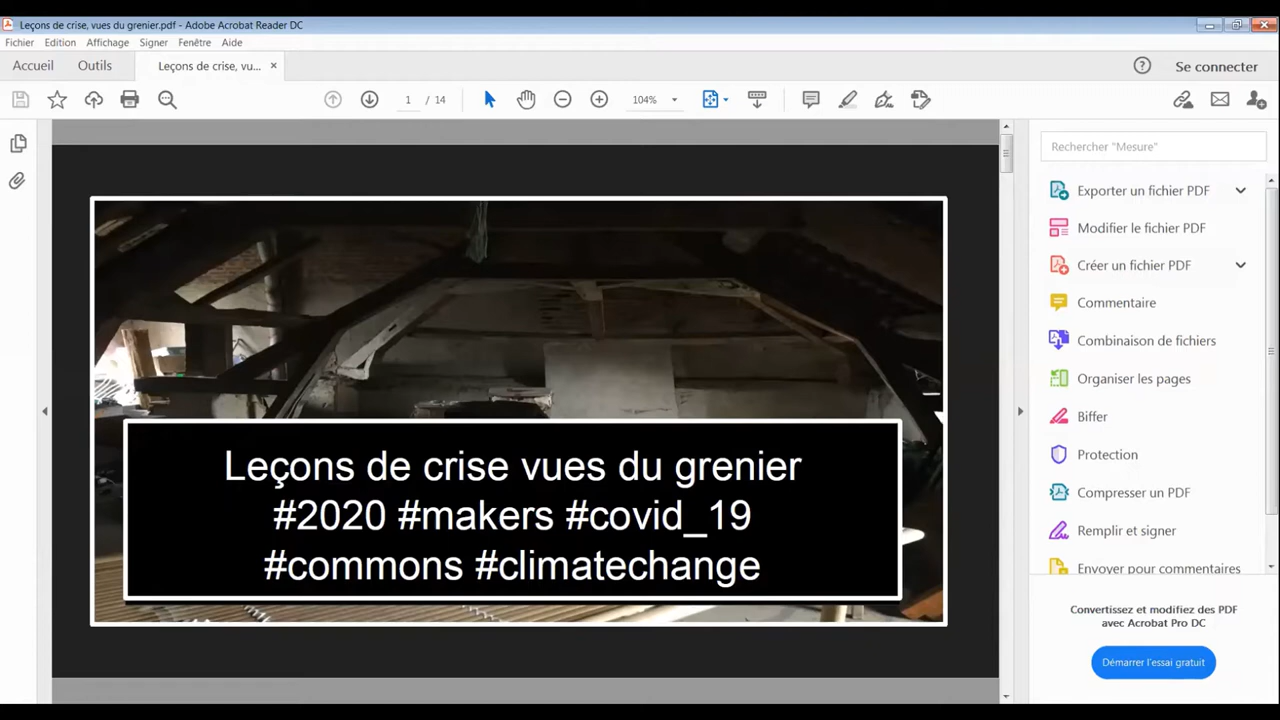 Leçons de crise, vues du grenier.pdf - Adobe Acrobat Reader DC
Fichier Edition Affichage Signer Fenêtre Aide
Accueil Outils Leçons de crise, vu... × Se connecter
1 / 14 104%
Rechercher "Mesure"
Exporter un fichier PDF
Modifier le fichier PDF
Créer un fichier PDF
Commentaire
Combinaison de fichiers
Organiser les pages
Biffer
Protection
Compresser un PDF
Remplir et signer
Envoyer pour commentaires
Leçons de crise vues du grenier
#2020 #makers #covid_19
#commons #climatechange
Convertissez et modifiez des PDF
avec Acrobat Pro DC
Démarrer l'essai gratuit